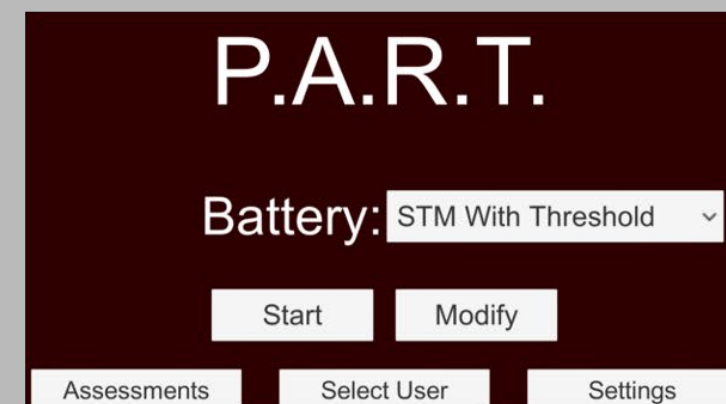 P.A.R.T.
Battery: STM With Threshold
Start Modify
Assessments Select User Settings